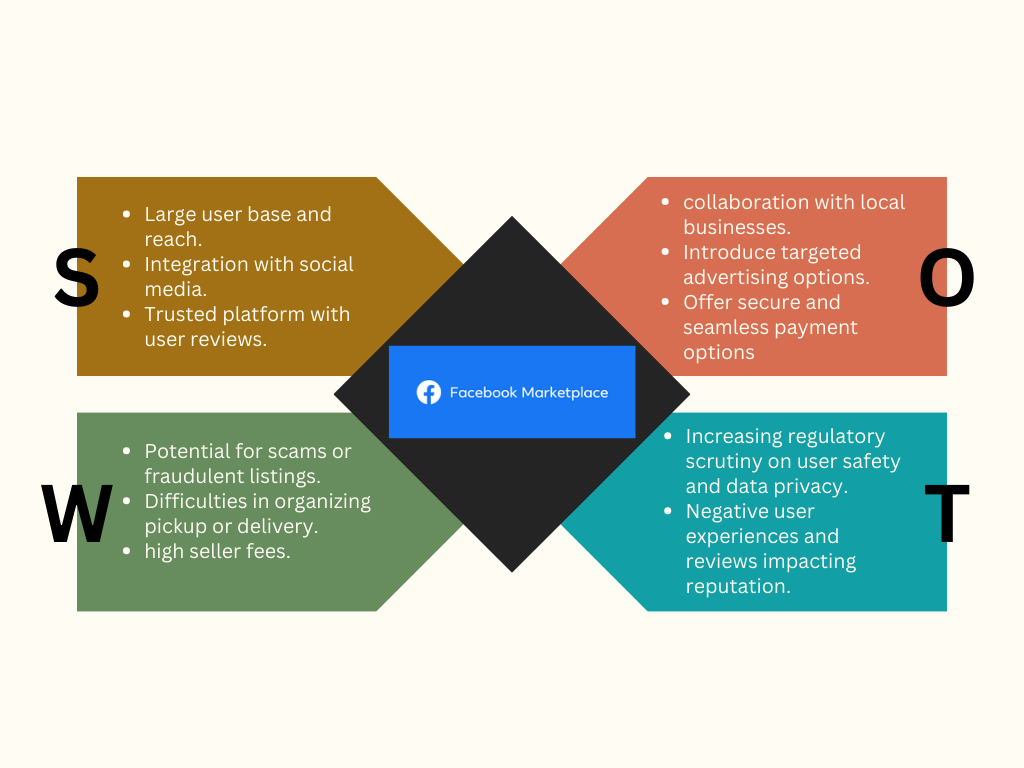 S
• Large user base and
reach.
• Integration with social
media.
• Trusted platform with
user reviews.
O
• collaboration with local
businesses.
• Introduce targeted
advertising options.
• Offer secure and
seamless payment
options
Facebook Marketplace
W
• Potential for scams or
fraudulent listings.
• Difficulties in organizing
pickup or delivery.
• high seller fees.
T
• Increasing regulatory
scrutiny on user safety
and data privacy.
• Negative user
experiences and
reviews impacting
reputation.